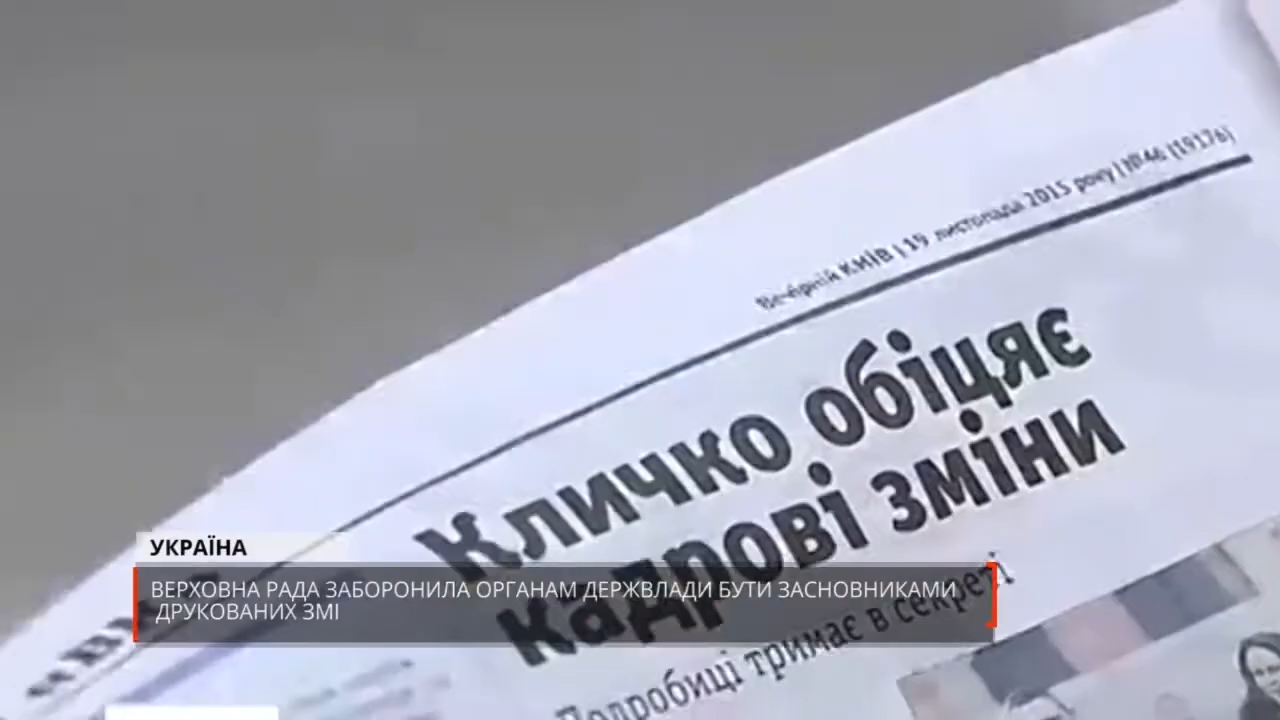 Вечірній КИЇВ | 19 листопада 2015 року | №46 (19176)
Кличко обіцяє
кадрові зміни
Подробиці тримає в секреті
УКРАЇНА
ВЕРХОВНА РАДА ЗАБОРОНИЛА ОРГАНАМ ДЕРЖВЛАДИ БУТИ ЗАСНОВНИКАМИ
ДРУКОВАНИХ ЗМІ